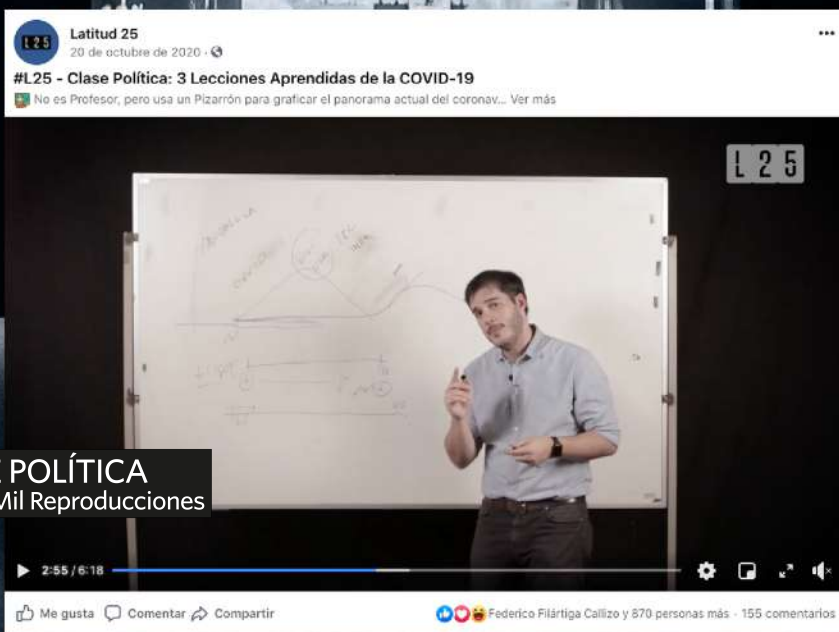 L25
Latitud 25
20 de octubre de 2020 ·
#L25 - Clase Política: 3 Lecciones Aprendidas de la COVID-19
No es Profesor, pero usa un Pizarrón para graficar el panorama actual del coronav... Ver más
L 25
POLÍTICA
Mil Reproducciones
2:55 / 6:18
Me gusta Comentar Compartir Federico Filártiga Callizo y 870 personas más · 155 comentarios